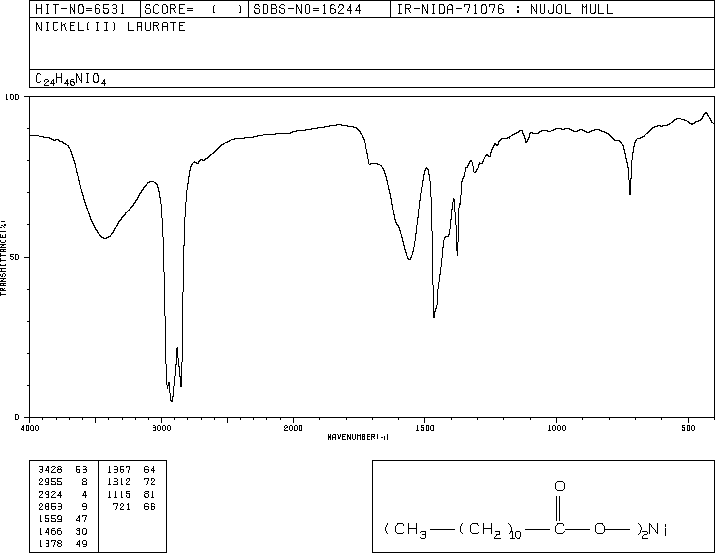 HIT-NO=6531 SCORE= ( ) SDBS-NO=16244 IR-NIDA-71076 : NUJOL MULL
NICKEL(II) LAURATE
C24H46NIO4
100
50
0
TRANSMITTANCE(%)
4000 3000 2000 1500 1000 500
WAVENUMBER(-1)
3428 63 1367 64
2955 8 1312 72
2924 4 1115 81
2853 9 721 66
1559 47
1466 30
1378 49
O
(CH3 (CH2)10 C O )2Ni